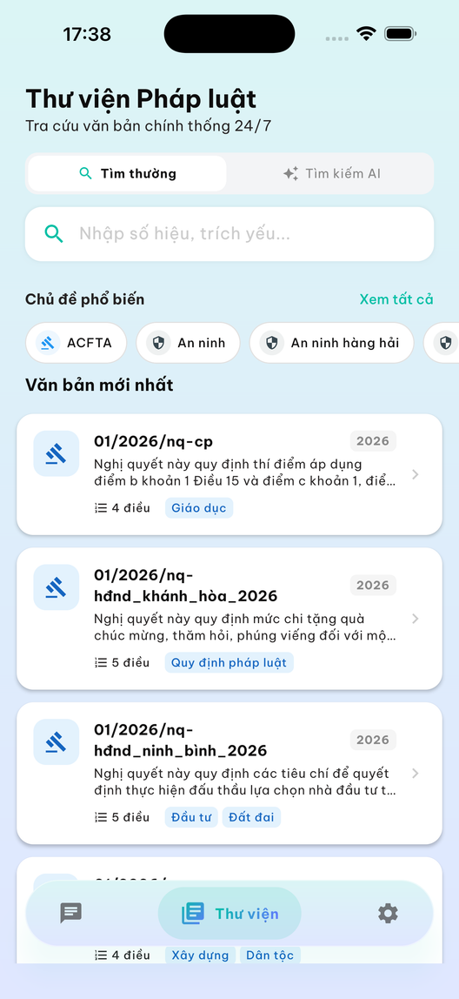 17:38
Thư viện Pháp luật
Tra cứu văn bản chính thống 24/7
Tìm thường
Tìm kiếm AI
Nhập số hiệu, trích yếu...
Chủ đề phổ biến
Xem tất cả
ACFTA
An ninh
An ninh hàng hải
Văn bản mới nhất
01/2026/nq-cp
2026
Nghị quyết này quy định thí điểm áp dụng
điểm b khoản 1 Điều 15 và điểm c khoản 1, điể...
4 điều
Giáo dục
01/2026/nq-
hđnd_khánh_hòa_2026
2026
Nghị quyết này quy định mức chi tặng quà
chúc mừng, thăm hỏi, phúng viếng đối với mộ...
5 điều
Quy định pháp luật
01/2026/nq-
hđnd_ninh_bình_2026
2026
Nghị quyết này quy định các tiêu chí để quyết
định thực hiện đấu thầu lựa chọn nhà đầu tư t...
5 điều
Đầu tư
Đất đai
Thư viện
4 điều
Xây dựng
Dân tộc